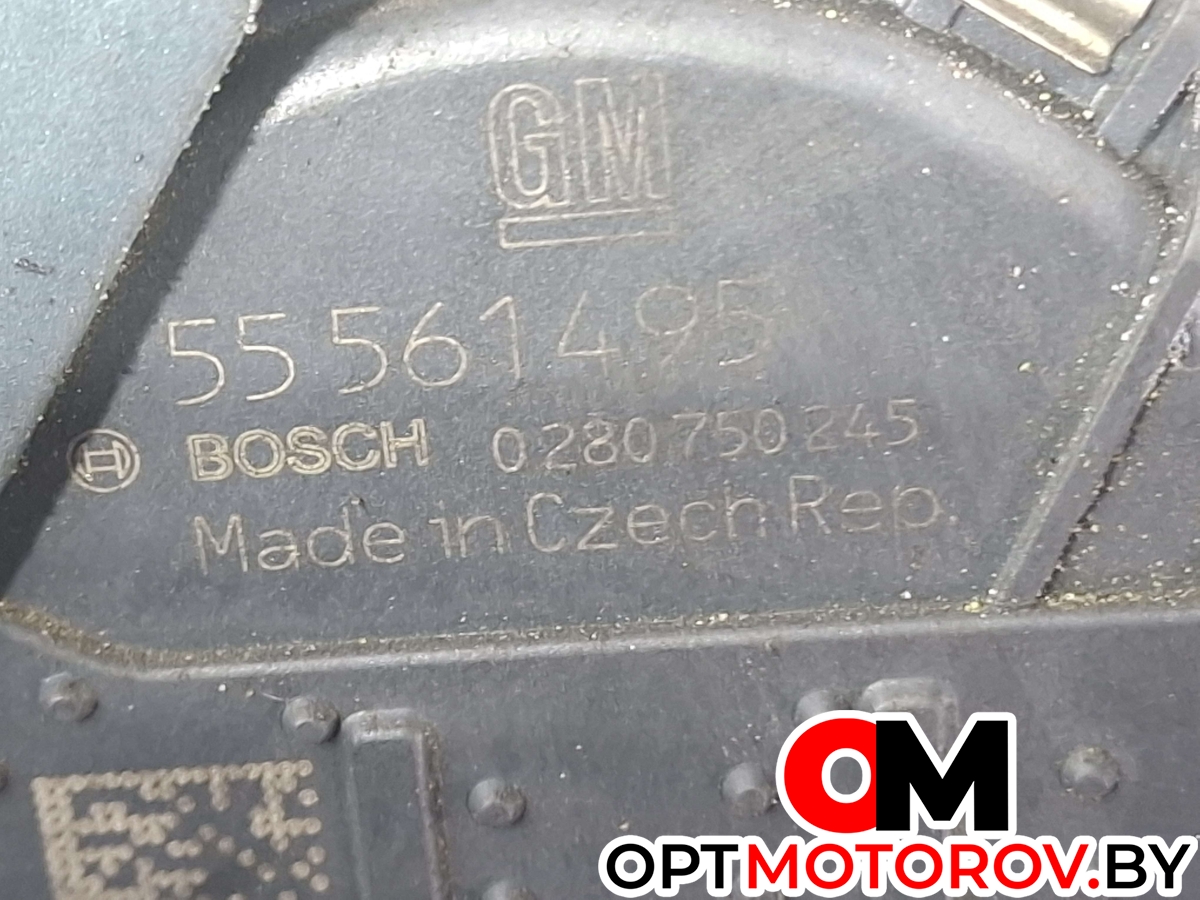 GM
55561495
BOSCH 0280750245
Made in Czech Rep.
OM
OPTMOTOROV.BY